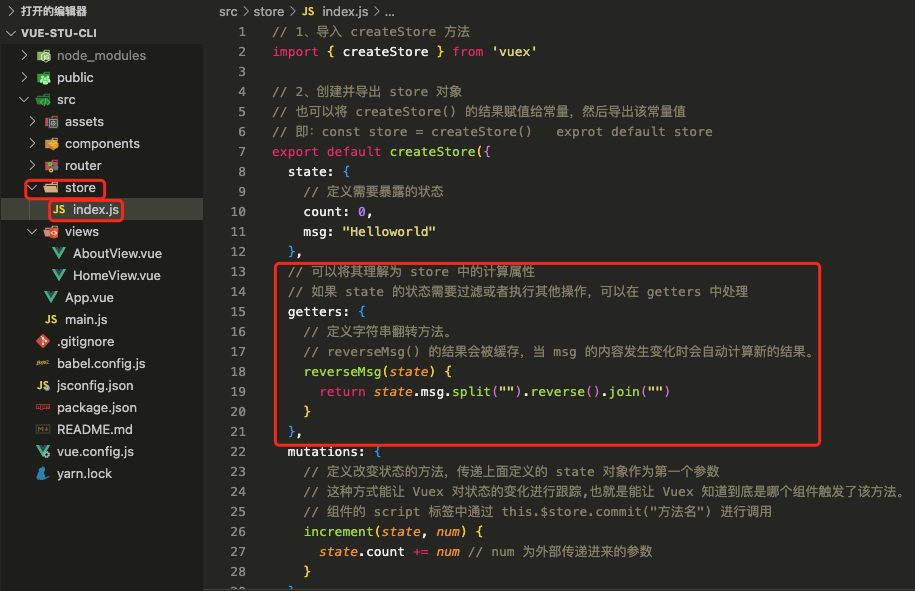 打开的编辑器
VUE-STU-CLI
node_modules
public
src
assets
components
router
store
JS index.js
views
AboutView.vue
HomeView.vue
App.vue
JS main.js
.gitignore
babel.config.js
JS jsconfig.json
package.json
README.md
vue.config.js
yarn.lock
src > store > JS index.js > ...
1 // 1、导入 createStore 方法
2 import { createStore } from 'vuex'
3
4 // 2、创建并导出 store 对象
5 // 也可以将 createStore() 的结果赋值给常量，然后导出该常量值
6 // 即：const store = createStore()   exprot default store
7 export default createStore({
8 state: {
9 // 定义需要暴露的状态
10 count: 0,
11 msg: "Helloworld"
12 },
13 // 可以将其理解为 store 中的计算属性
14 // 如果 state 的状态需要过滤或者执行其他操作，可以在 getters 中处理
15 getters: {
16 // 定义字符串翻转方法。
17 // reverseMsg() 的结果会被缓存，当 msg 的内容发生变化时会自动计算新的结果。
18 reverseMsg(state) {
19 return state.msg.split("").reverse().join("")
20 }
21 },
22 mutations: {
23 // 定义改变状态的方法，传递上面定义的 state 对象作为第一个参数
24 // 这种方式能让 Vuex 对状态的变化进行跟踪,也就是能让 Vuex 知道到底是哪个组件触发了该方法。
25 // 组件的 script 标签中通过 this.$store.commit("方法名") 进行调用
26 increment(state, num) {
27 state.count += num // num 为外部传递进来的参数
28 }